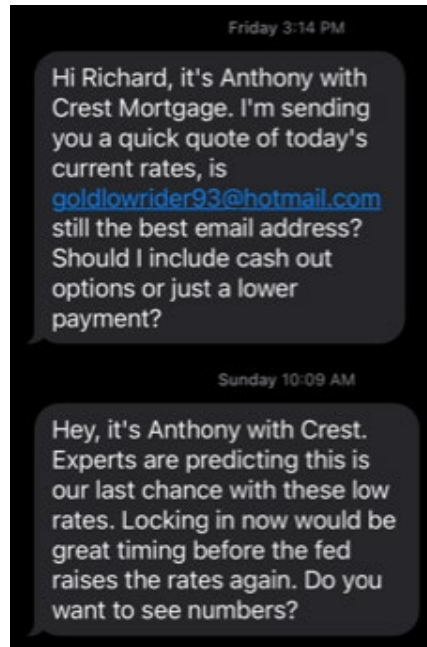 Friday 3:14 PM
Hi Richard, it's Anthony with
Crest Mortgage. I'm sending
you a quick quote of today's
current rates, is
goldlowrider93@hotmail.com
still the best email address?
Should I include cash out
options or just a lower
payment?
Sunday 10:09 AM
Hey, it's Anthony with Crest.
Experts are predicting this is
our last chance with these low
rates. Locking in now would be
great timing before the fed
raises the rates again. Do you
want to see numbers?